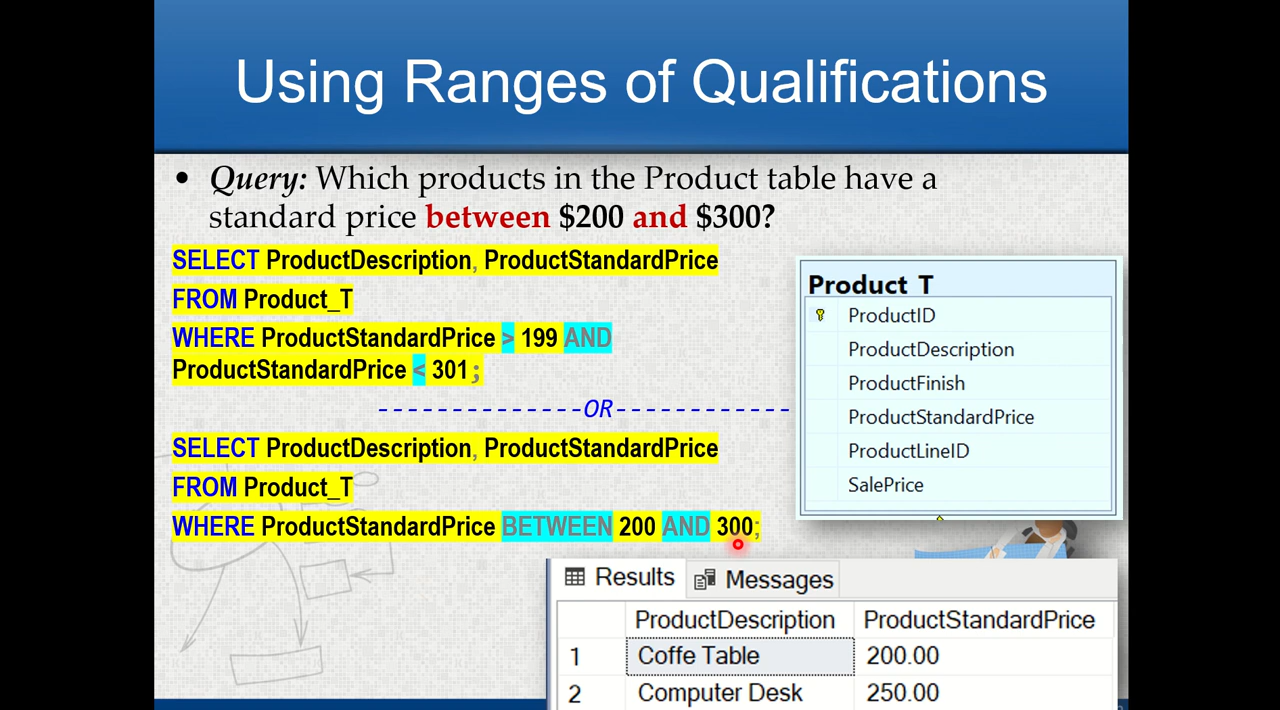 Using Ranges of Qualifications
• Query: Which products in the Product table have a
standard price between $200 and $300?
SELECT ProductDescription, ProductStandardPrice
FROM Product_T
WHERE ProductStandardPrice > 199 AND
ProductStandardPrice < 301;
--------------OR------------
SELECT ProductDescription, ProductStandardPrice
FROM Product_T
WHERE ProductStandardPrice BETWEEN 200 AND 300;
Product_T
ProductID
ProductDescription
ProductFinish
ProductStandardPrice
ProductLineID
SalePrice
Results Messages
ProductDescription ProductStandardPrice
1 Coffe Table 200.00
2 Computer Desk 250.00